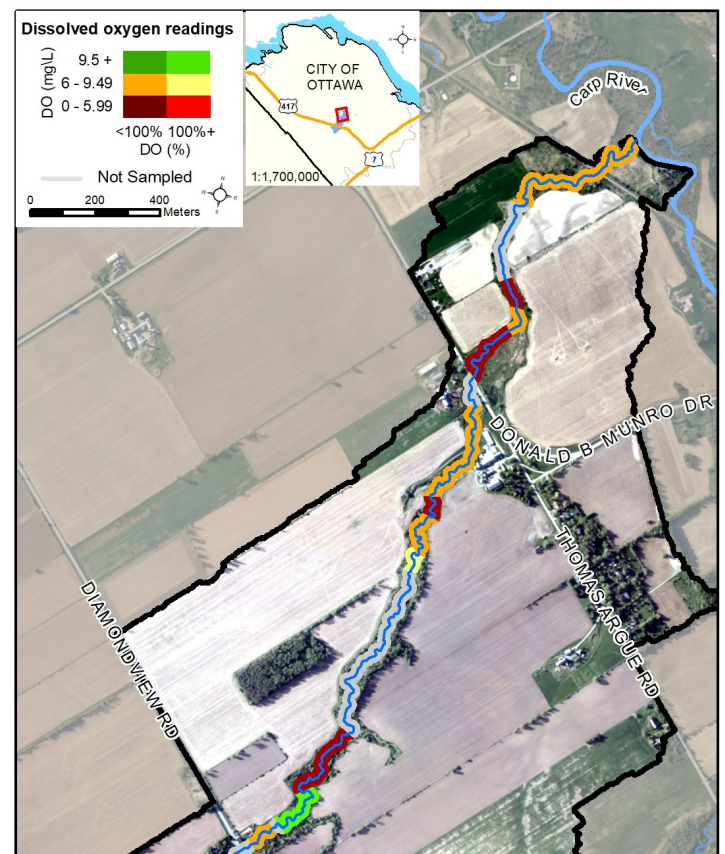 Dissolved oxygen readings
DO (mg\L)
9.5 +
6 - 9.49
0 - 5.99
<100% 100%+
DO (%)
Not Sampled
0 200 400
Meters
N
W E
S
CITY OF
OTTAWA
417
7
1:1,700,000
N
W E
S
Carp River
DONALD B MUNRO DR
THOMAS ARGUE RD
DIAMONDVIEW RD